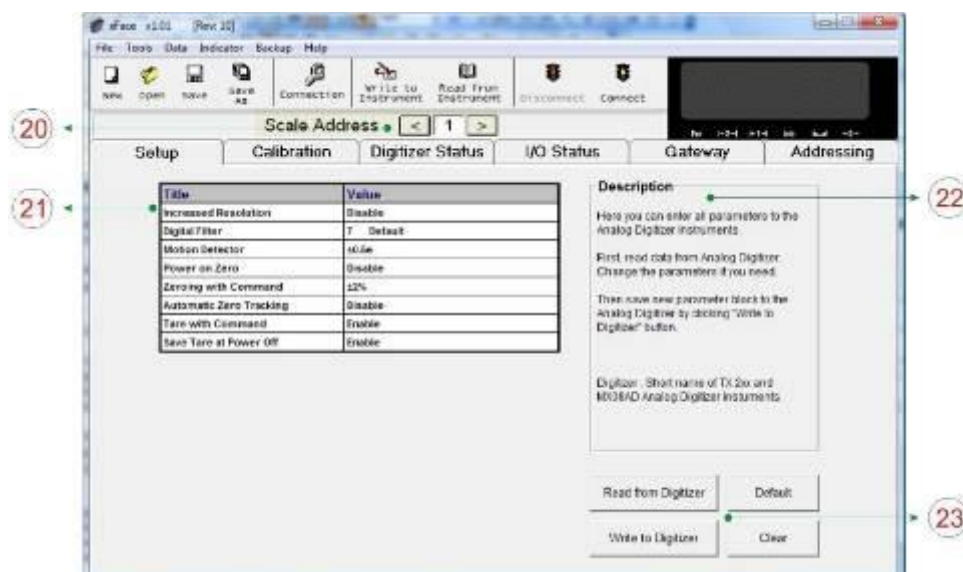 xFace v1.01 [Rev: 10]
File Tools Data Indicator Backup Help
New Open Save Save As Connection Write to Instrument Read from Instrument Disconnect Connect
20 Scale Address < 1 >
Setup Calibration Digitizer Status I/O Status Gateway Addressing
21
Title Value
Increased Resolution Disable
Digital Filter 7 Default
Motion Detector ±0.5e
Power on Zero Disable
Zeroing with Command ±2%
Automatic Zero Tracking Disable
Tare with Command Enable
Save Tare at Power Off Enable
Description
22
Here you can enter all parameters to the
Analog Digitizer instruments
First, read data from Analog Digitizer.
Change the parameters if you need.
Then save new parameter block to the
Analog Digitizer by clicking "Write to
Digitizer" button.
Digitizer : Short name of TX 2xx and
Analog Digitizer instuments
Read from Digitizer Default
23
Write to Digitizer Clear